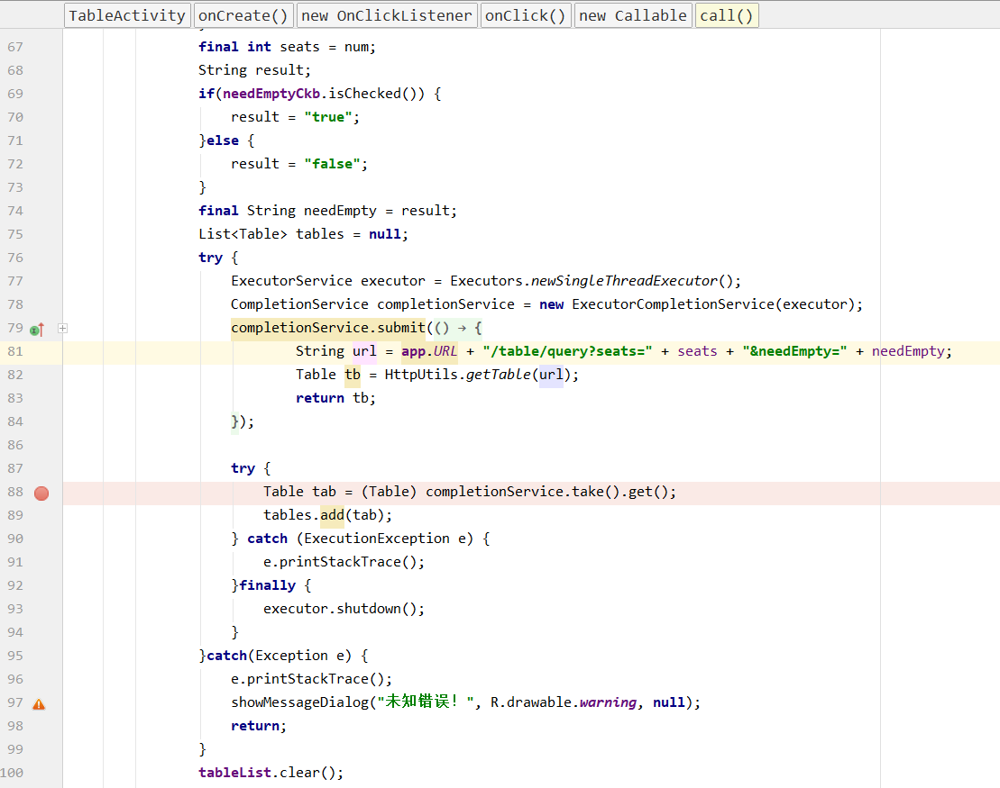 TableActivity onCreate() new OnClickListener onClick() new Callable call()
67 final int seats = num;
68 String result;
69 if(needEmptyCkb.isChecked()) {
70 result = "true";
71 }else {
72 result = "false";
73 }
74 final String needEmpty = result;
75 List<Table> tables = null;
76 try {
77 ExecutorService executor = Executors.newSingleThreadExecutor();
78 CompletionService completionService = new ExecutorCompletionService(executor);
79 completionService.submit(() → {
81 String url = app.URL + "/table/query?seats=" + seats + "&needEmpty=" + needEmpty;
82 Table tb = HttpUtils.getTable(url);
83 return tb;
84 });
86
87 try {
88 Table tab = (Table) completionService.take().get();
89 tables.add(tab);
90 } catch (ExecutionException e) {
91 e.printStackTrace();
92 }finally {
93 executor.shutdown();
94 }
95 }catch(Exception e) {
96 e.printStackTrace();
97 showMessageDialog("未知错误！", R.drawable.warning, null);
98 return;
99 }
100 tableList.clear();